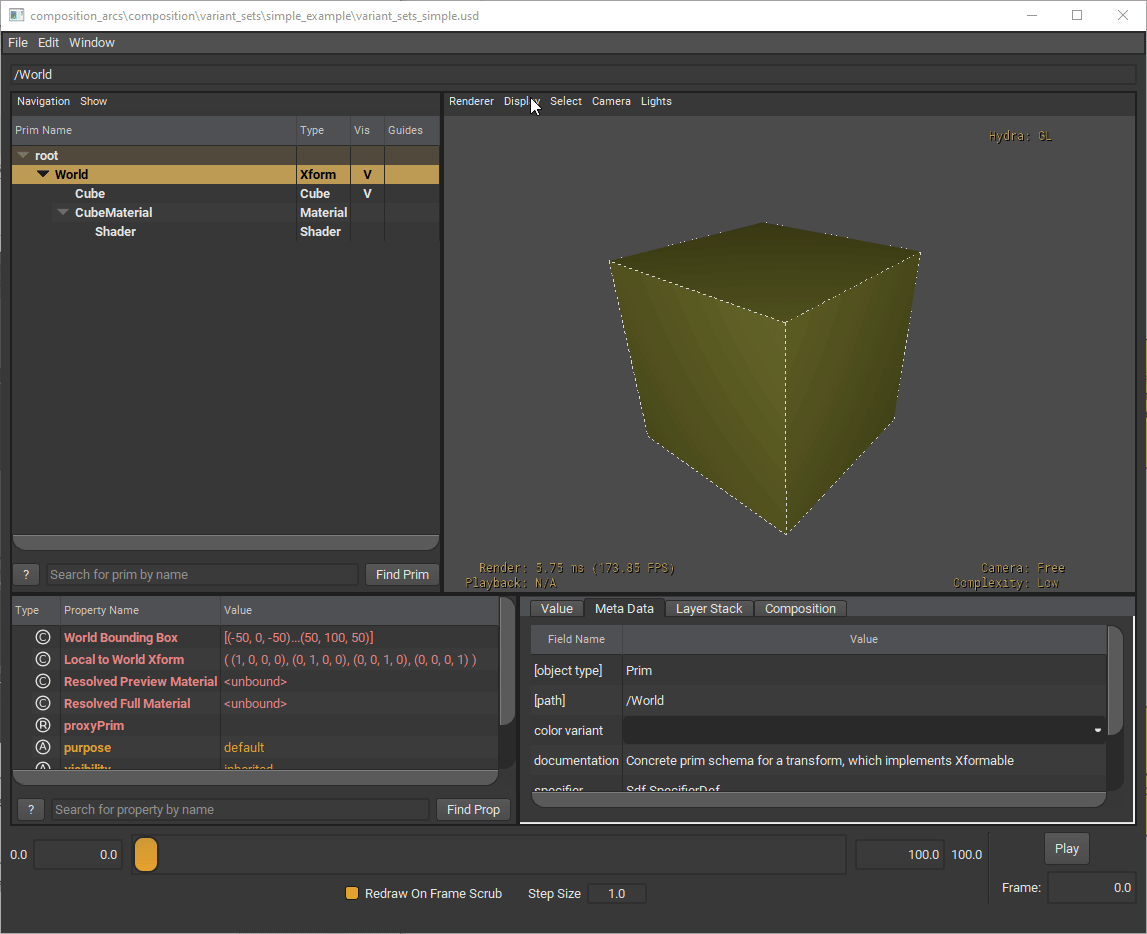 composition_arcs\composition\variant_sets\simple_example\variant_sets_simple.usd
File Edit Window
/World
Navigation Show
Prim Name Type Vis Guides
root
World Xform V
Cube Cube V
CubeMaterial Material
Shader Shader
? Search for prim by name Find Prim
Renderer Display Select Camera Lights
Hydra: GL
Render: 5.75 ms (173.85 FPS)
Playback: N/A
Camera: Free
Complexity: Low
Type Property Name Value
C World Bounding Box [(-50, 0, -50)...(50, 100, 50)]
C Local to World Xform ( (1, 0, 0, 0), (0, 1, 0, 0), (0, 0, 1, 0), (0, 0, 0, 1) )
C Resolved Preview Material <unbound>
C Resolved Full Material <unbound>
R proxyPrim
A purpose default
A visibility inherited
? Search for property by name Find Prop
Value Meta Data Layer Stack Composition
Field Name Value
[object type] Prim
[path] /World
color variant
documentation Concrete prim schema for a transform, which implements Xformable
specifier Sdf.SpecifierDef
0.0 0.0 100.0 100.0 Play
Redraw On Frame Scrub Step Size 1.0 Frame: 0.0